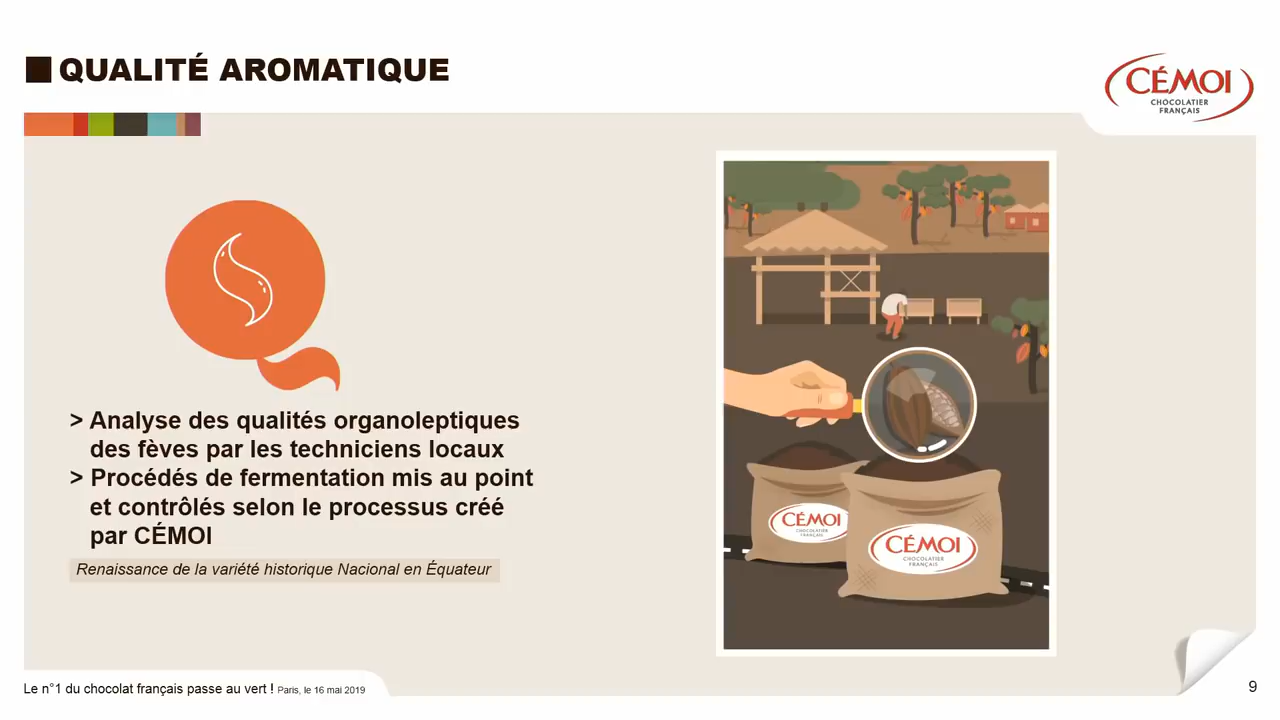 QUALITÉ AROMATIQUE
CÉMOI
CHOCOLATIER
FRANÇAIS
> Analyse des qualités organoleptiques
des fèves par les techniciens locaux
> Procédés de fermentation mis au point
et contrôlés selon le processus créé
par CÉMOI
Renaissance de la variété historique Nacional en Équateur
CÉMOI
CHOCOLATIER
FRANÇAIS
CÉMOI
CHOCOLATIER
FRANÇAIS
Le n°1 du chocolat français passe au vert ! Paris, le 16 mai 2019
9